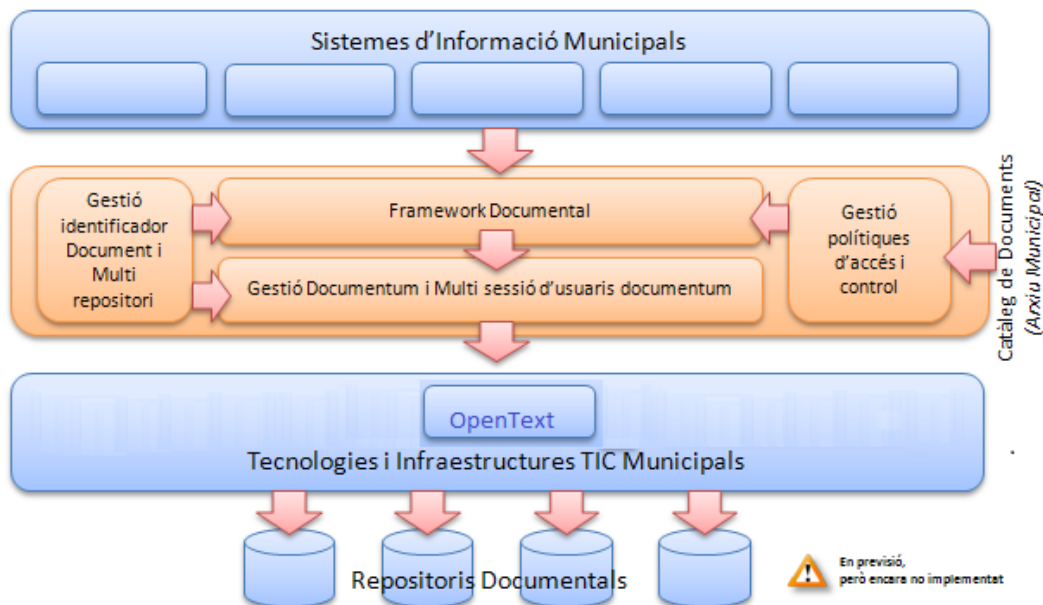 Sistemes d'Informació Municipals
Gestió
identificador
Document i
Multi
repositori
Framework Documental
Gestió Documentum i Multi sessió d'usuaris documentum
Gestió
polítiques
d'accés i
control
Catàleg de Documents
(Arxiu Municipal)
OpenText
Tecnologies i Infraestructures TIC Municipals
.
Repositoris Documentals
En previsió,
però encara no implementat